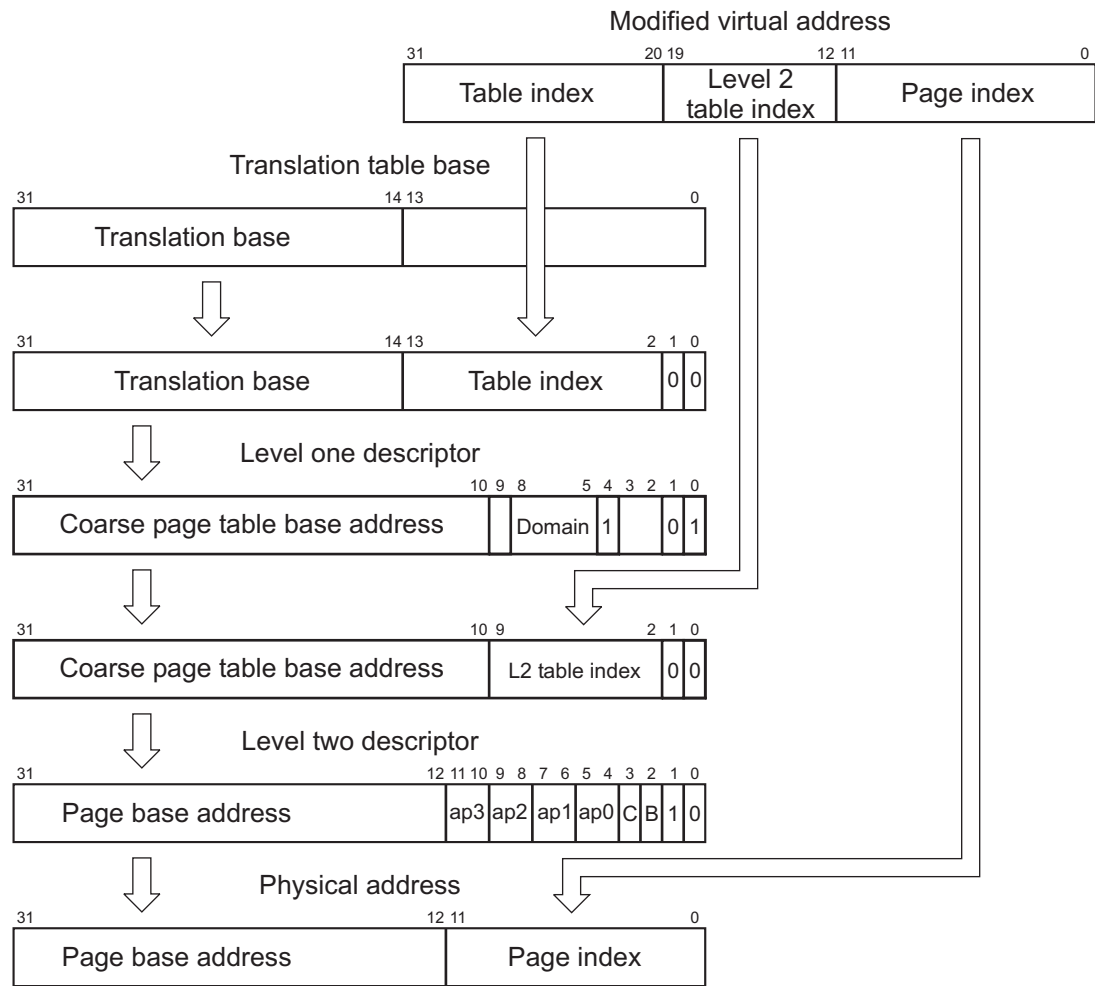 Modified virtual address
31 20 19 12 11 0
Table index Level 2 table index Page index
Translation table base
31 14 13 0
Translation base
31 14 13 2 1 0
Translation base Table index 0 0
Level one descriptor
31 10 9 8 5 4 3 2 1 0
Coarse page table base address Domain 1 0 1
31 10 9 2 1 0
Coarse page table base address L2 table index 0 0
Level two descriptor
31 12 11 10 9 8 7 6 5 4 3 2 1 0
Page base address ap3 ap2 ap1 ap0 C B 1 0
Physical address
31 12 11 0
Page base address Page index